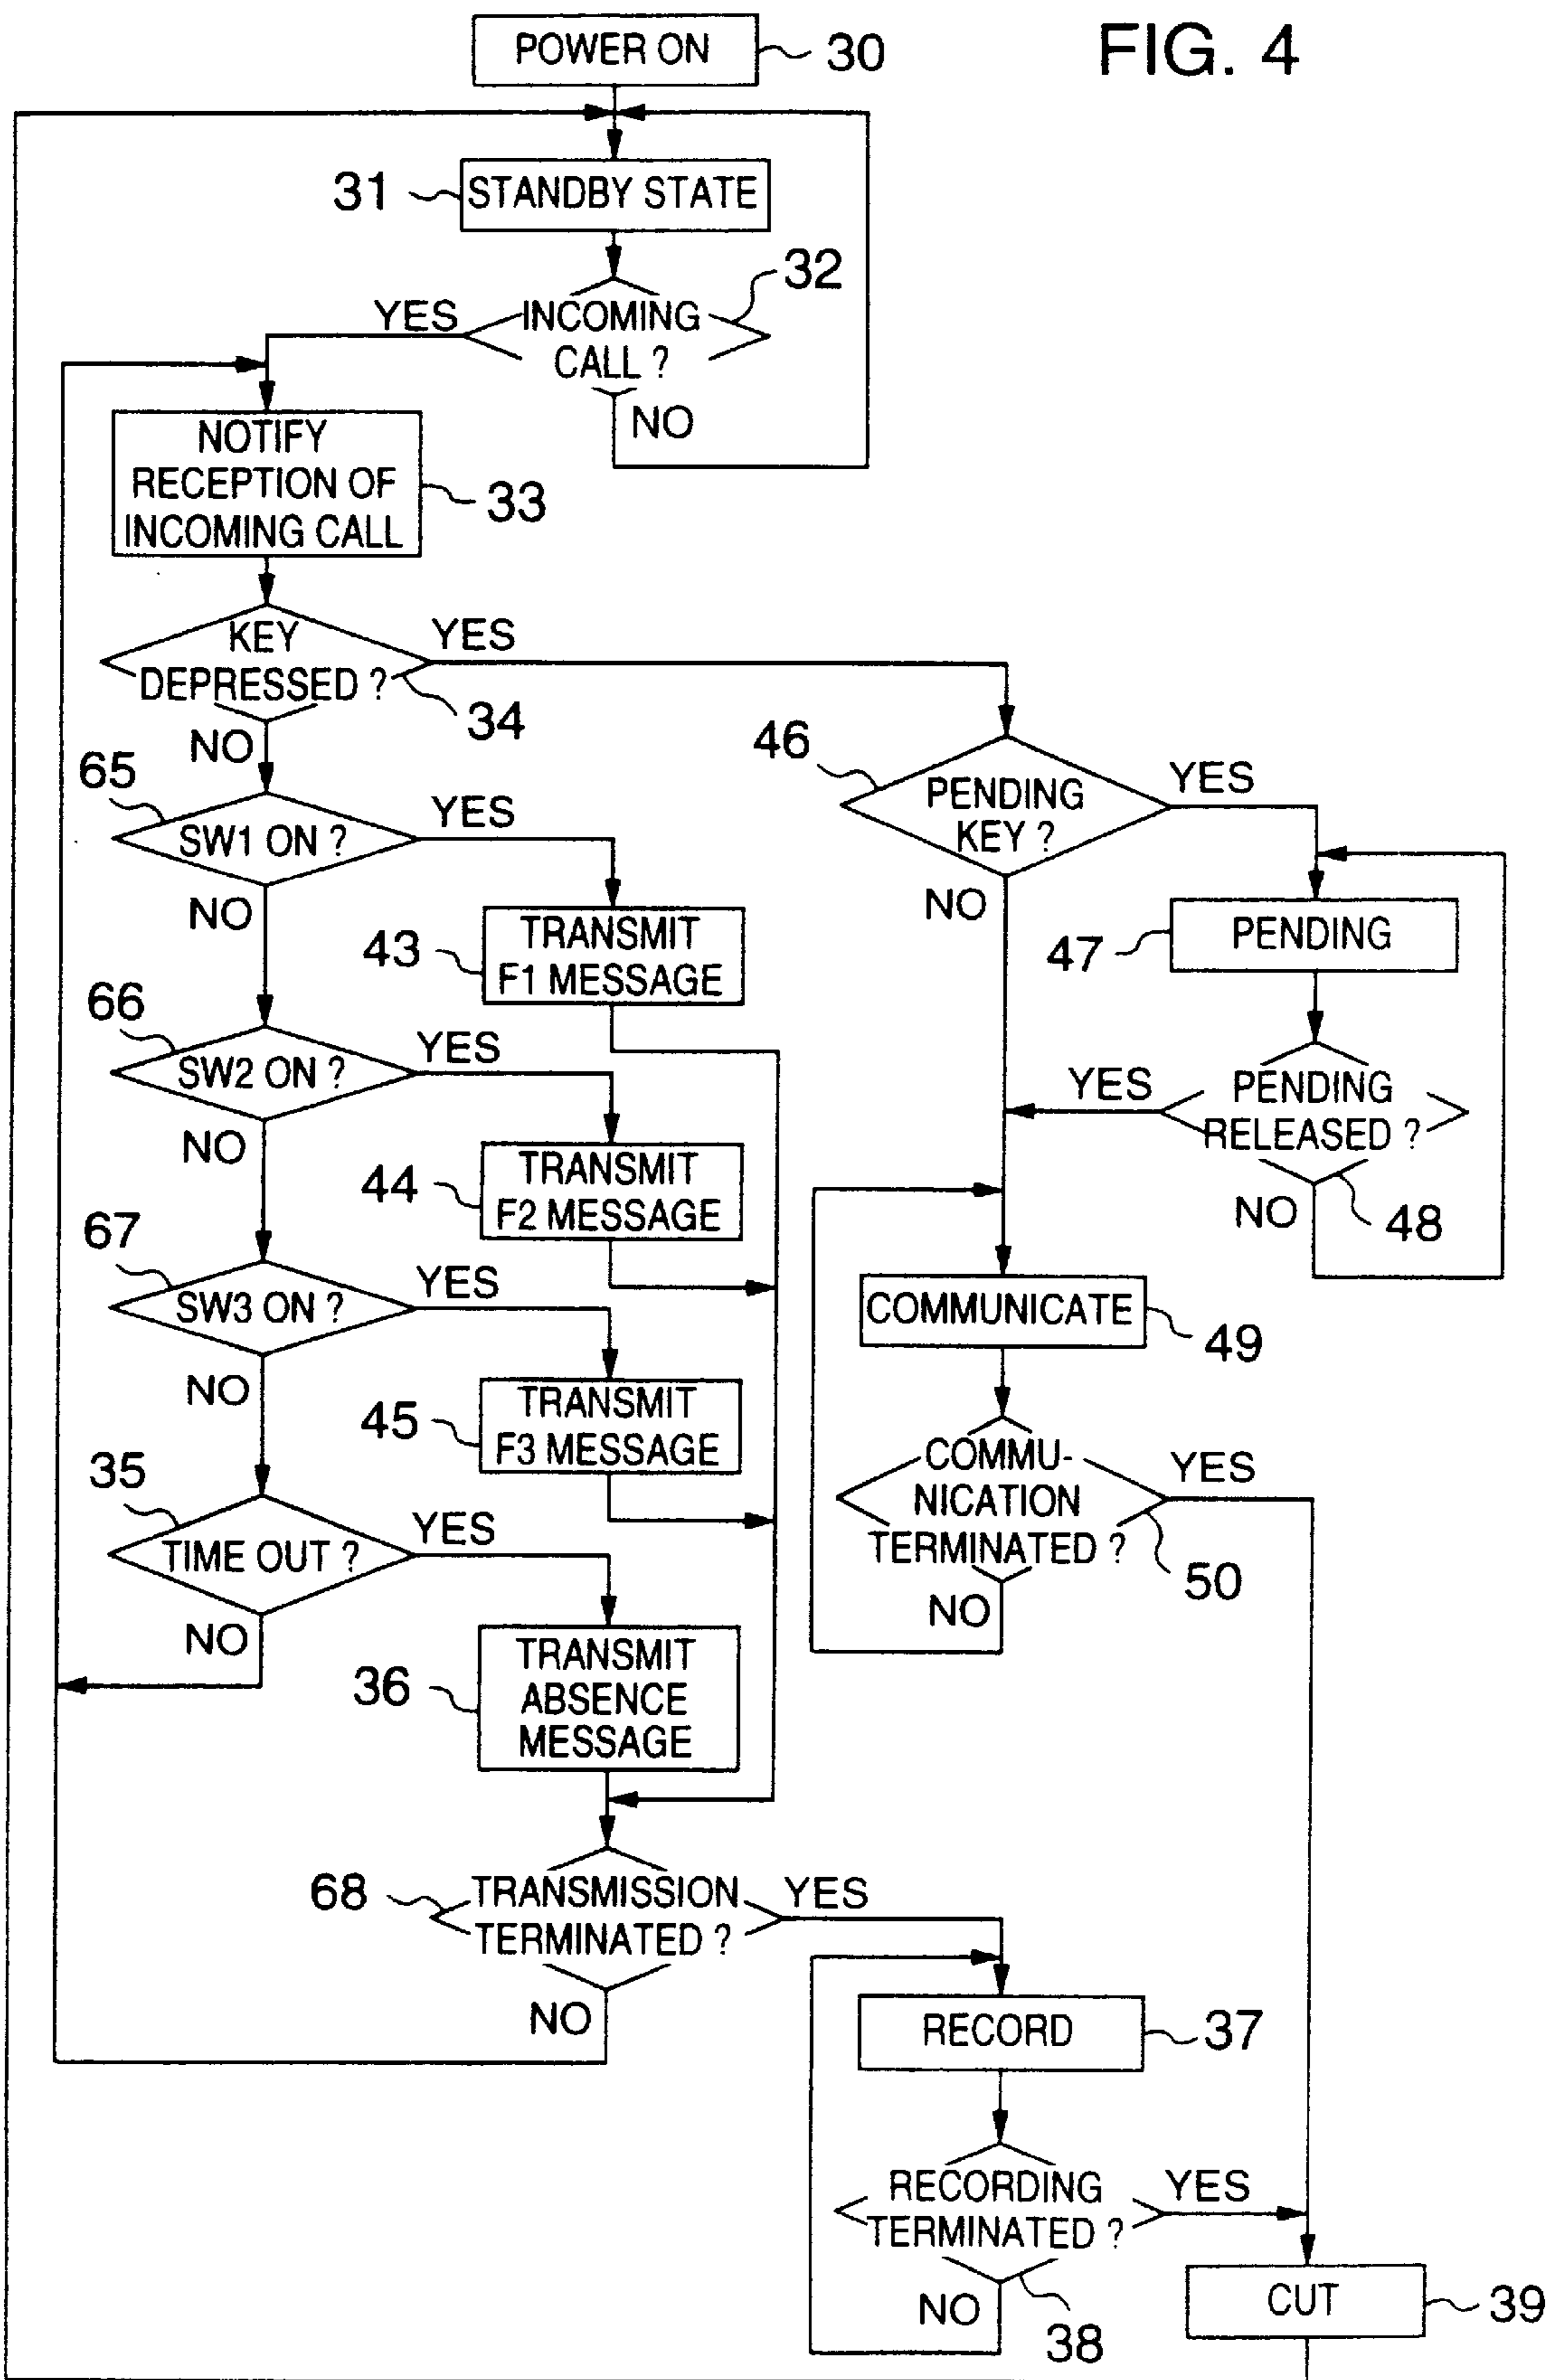 FIG. 4
POWER ON
30
31
STANDBY STATE
32
YES
INCOMING
CALL ?
NO
NOTIFY
RECEPTION OF
INCOMING CALL
33
KEY
DEPRESSED ?
YES
34
NO
46
PENDING
KEY ?
YES
NO
65
SW1 ON ?
YES
NO
43
TRANSMIT
F1 MESSAGE
47
PENDING
66
SW2 ON ?
YES
NO
YES
PENDING
RELEASED ?
NO
48
44
TRANSMIT
F2 MESSAGE
67
SW3 ON ?
YES
NO
COMMUNICATE
49
45
TRANSMIT
F3 MESSAGE
COMMU-
NICATION
TERMINATED ?
YES
50
NO
35
TIME OUT ?
YES
NO
36
TRANSMIT
ABSENCE
MESSAGE
68
TRANSMISSION
TERMINATED ?
YES
NO
RECORD
37
RECORDING
TERMINATED ?
YES
NO
38
CUT
39